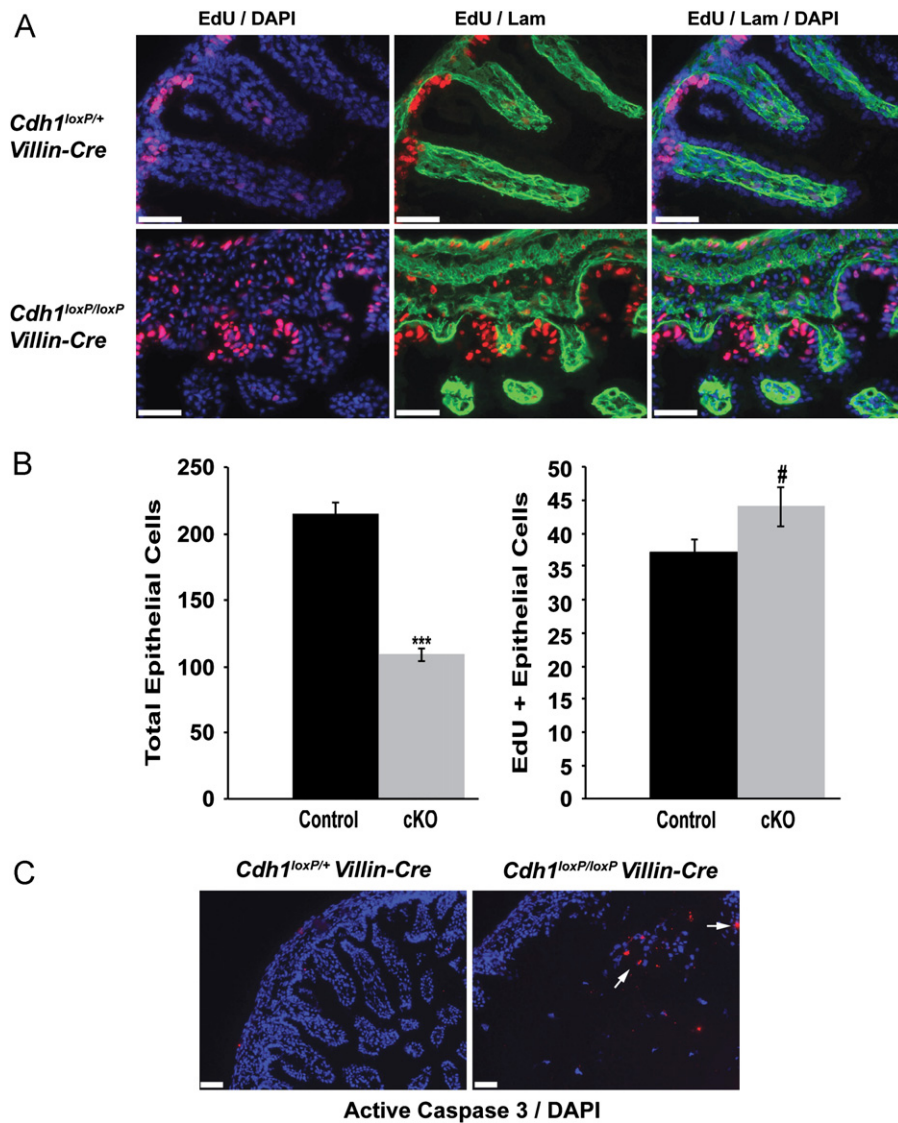 A
EdU / DAPI
EdU / Lam
EdU / Lam / DAPI
Cdh1loxP/+
Villin-Cre
Cdh1loxP/loxP
Villin-Cre
B
Total Epithelial Cells
250
200
150
100
50
0
***
Control
cKO
EdU + Epithelial Cells
50
45
40
35
30
25
20
15
10
5
0
#
Control
cKO
C
Cdh1loxP/+ Villin-Cre
Cdh1loxP/loxP Villin-Cre
Active Caspase 3 / DAPI